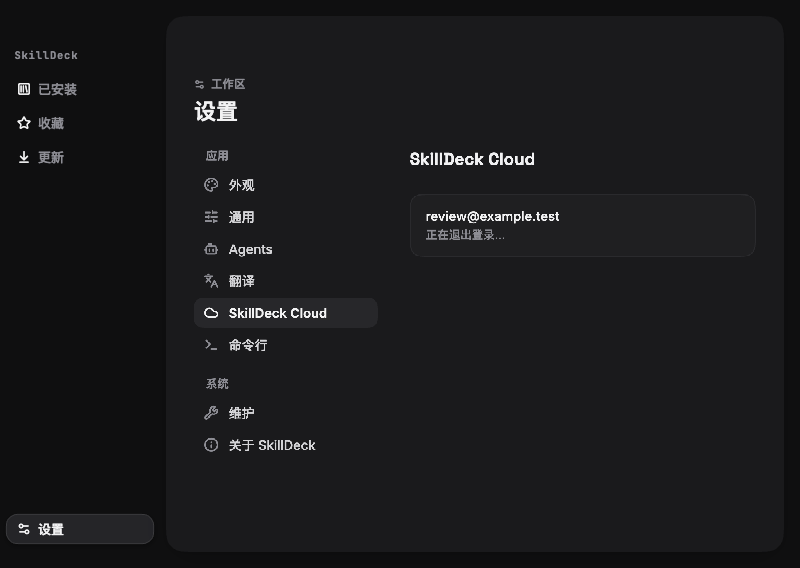 SkillDeck
已安装
收藏
更新
设置
工作区
设置
应用
外观
通用
Agents
翻译
SkillDeck Cloud
命令行
系统
维护
关于 SkillDeck
SkillDeck Cloud
review@example.test
正在退出登录...